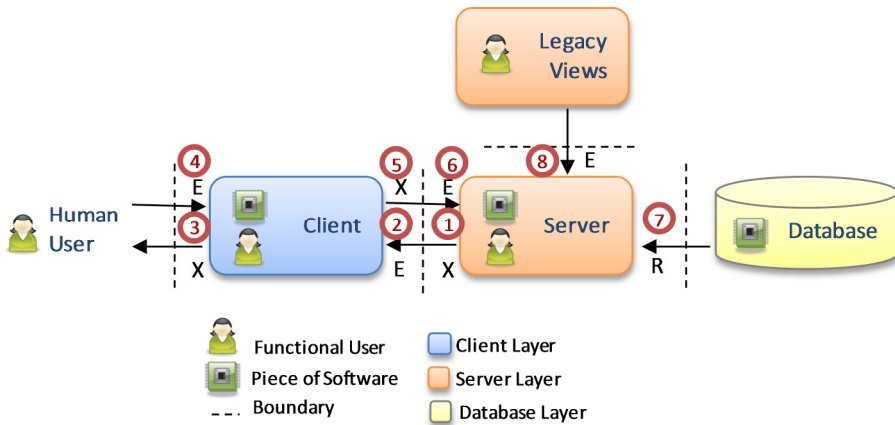 Legacy
Views
4
5
6
8
E
X
E
E
Human
User
Client
Server
Database
3
2
1
7
X
E
X
R
Functional User
Piece of Software
Boundary
Client Layer
Server Layer
Database Layer